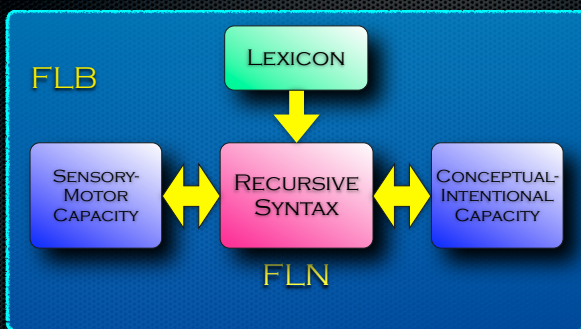 LEXICON
FLB
SENSORY-
MOTOR
CAPACITY
RECURSIVE
SYNTAX
CONCEPTUAL-
INTENTIONAL
CAPACITY
FLN